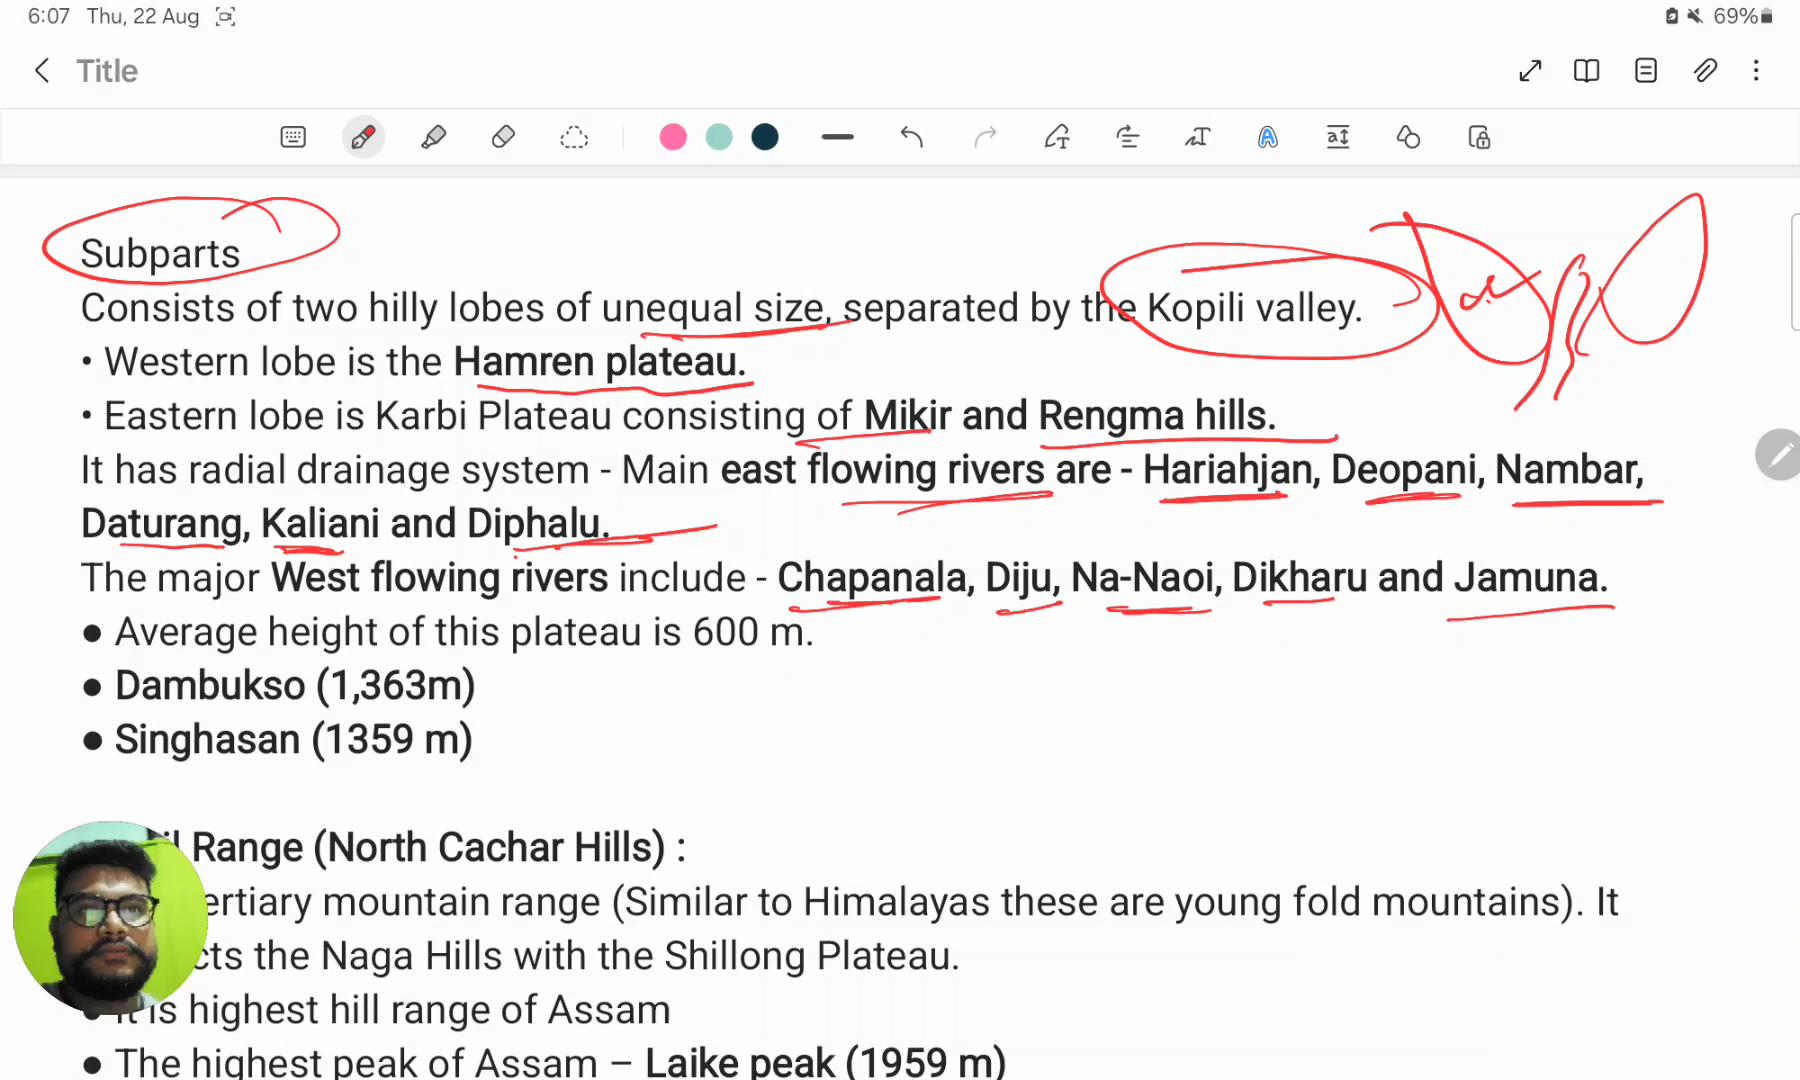 6:07 Thu, 22 Aug 69%
Title
Subparts
Consists of two hilly lobes of unequal size, separated by the Kopili valley.
• Western lobe is the Hamren plateau.
• Eastern lobe is Karbi Plateau consisting of Mikir and Rengma hills.
It has radial drainage system - Main east flowing rivers are - Hariahjan, Deopani, Nambar,
Daturang, Kaliani and Diphalu.
The major West flowing rivers include - Chapanala, Diju, Na-Naoi, Dikharu and Jamuna.
● Average height of this plateau is 600 m.
● Dambukso (1,363m)
● Singhasan (1359 m)
Range (North Cachar Hills) :
ertiary mountain range (Similar to Himalayas these are young fold mountains). It
cts the Naga Hills with the Shillong Plateau.
● It is highest hill range of Assam
● The highest peak of Assam – Laike peak (1959 m)